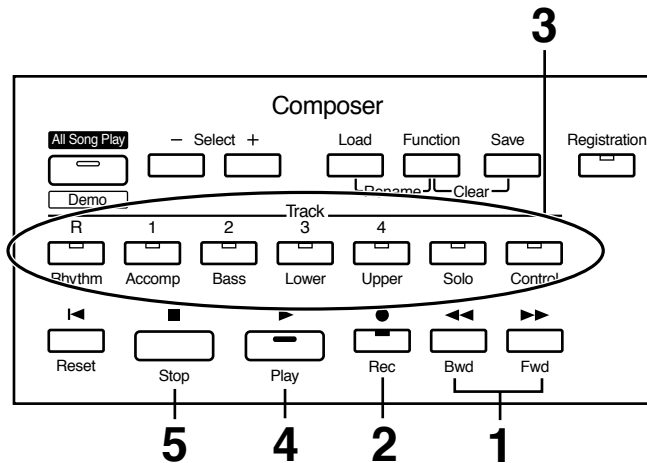 3
Composer
All Song Play − Select + Load Function Save Registration
Rename Clear
Demo
Track
R 1 2 3 4
Rhythm Accomp Bass Lower Upper Solo Control
Reset Stop Play Rec Bwd Fwd
5 4 2 1